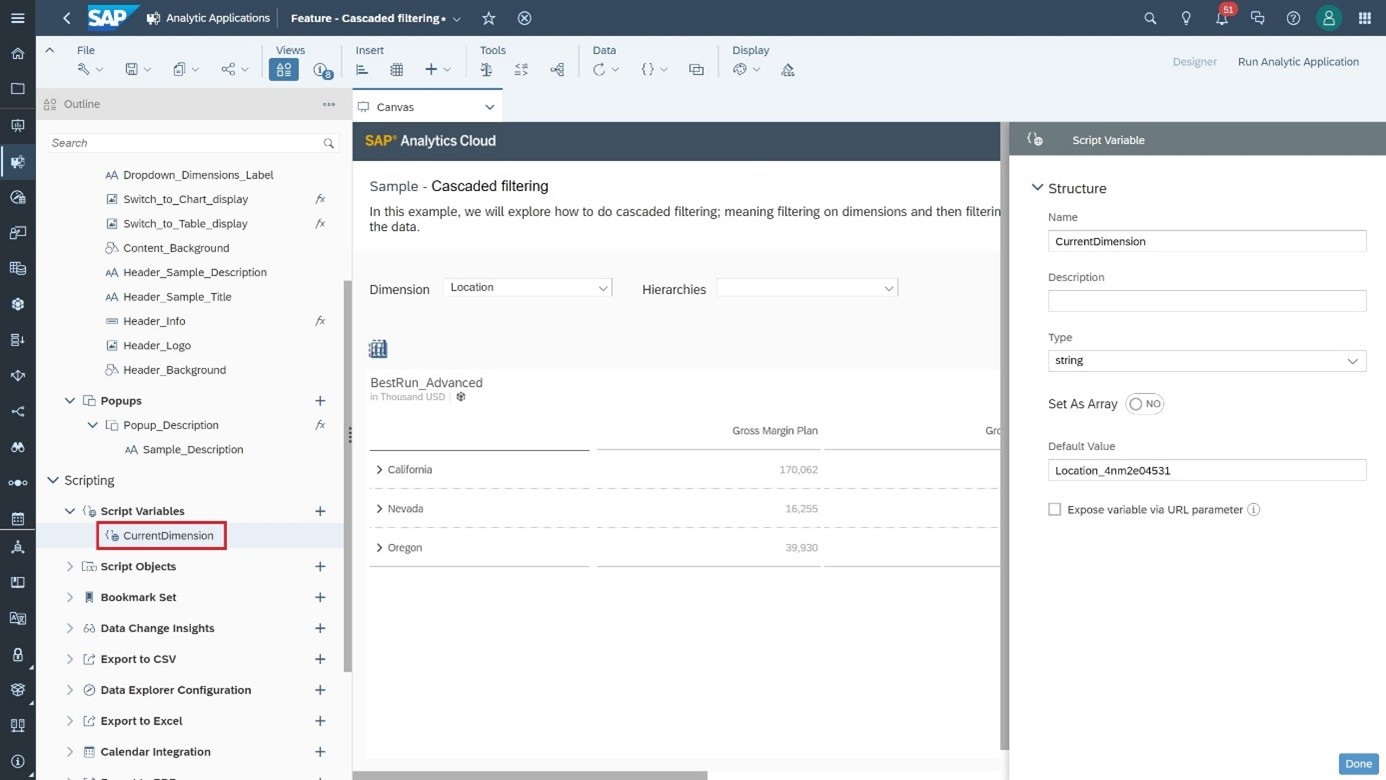 SAP Analytic Applications Feature - Cascaded filtering* 51
File Views Insert Tools Data Display
8
Designer Run Analytic Application
Outline
Canvas
Search
Dropdown_Dimensions_Label
Switch_to_Chart_display
Switch_to_Table_display
Content_Background
Header_Sample_Description
Header_Sample_Title
Header_Info
Header_Logo
Header_Background
Popups
Popup_Description
Sample_Description
Scripting
Script Variables
CurrentDimension
Script Objects
Bookmark Set
Data Change Insights
Export to CSV
Data Explorer Configuration
Export to Excel
Calendar Integration
SAP® Analytics Cloud
Sample - Cascaded filtering
In this example, we will explore how to do cascaded filtering; meaning filtering on dimensions and then filterin
the data.
Dimension Location Hierarchies
BestRun_Advanced
in Thousand USD
Gross Margin Plan Gro
California 170,062
Nevada 16,255
Oregon 39,930
Script Variable
Structure
Name
CurrentDimension
Description
Type
string
Set As Array NO
Default Value
Location_4nm2e04531
Expose variable via URL parameter
Done